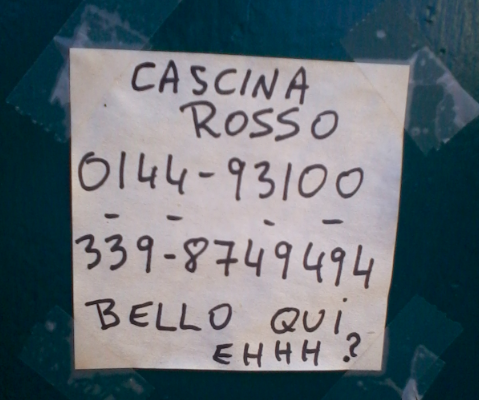 CASCINA
ROSSO
0144-93100
- - - -
339-8749494
BELLO QUI
EHHH?